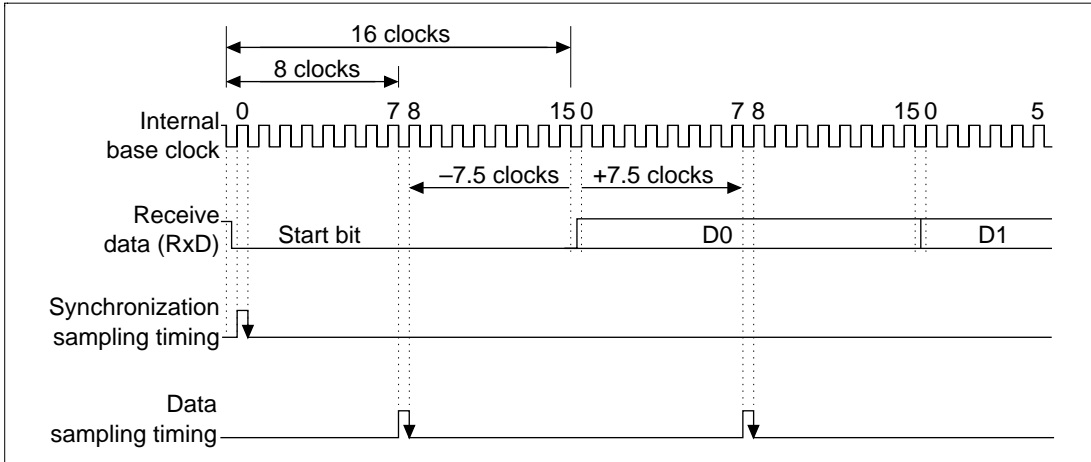 16 clocks
8 clocks
0 7 8 15 0 7 8 15 0 5
Internal
base clock
–7.5 clocks +7.5 clocks
Receive
data (RxD)
Start bit D0 D1
Synchronization
sampling timing
Data
sampling timing